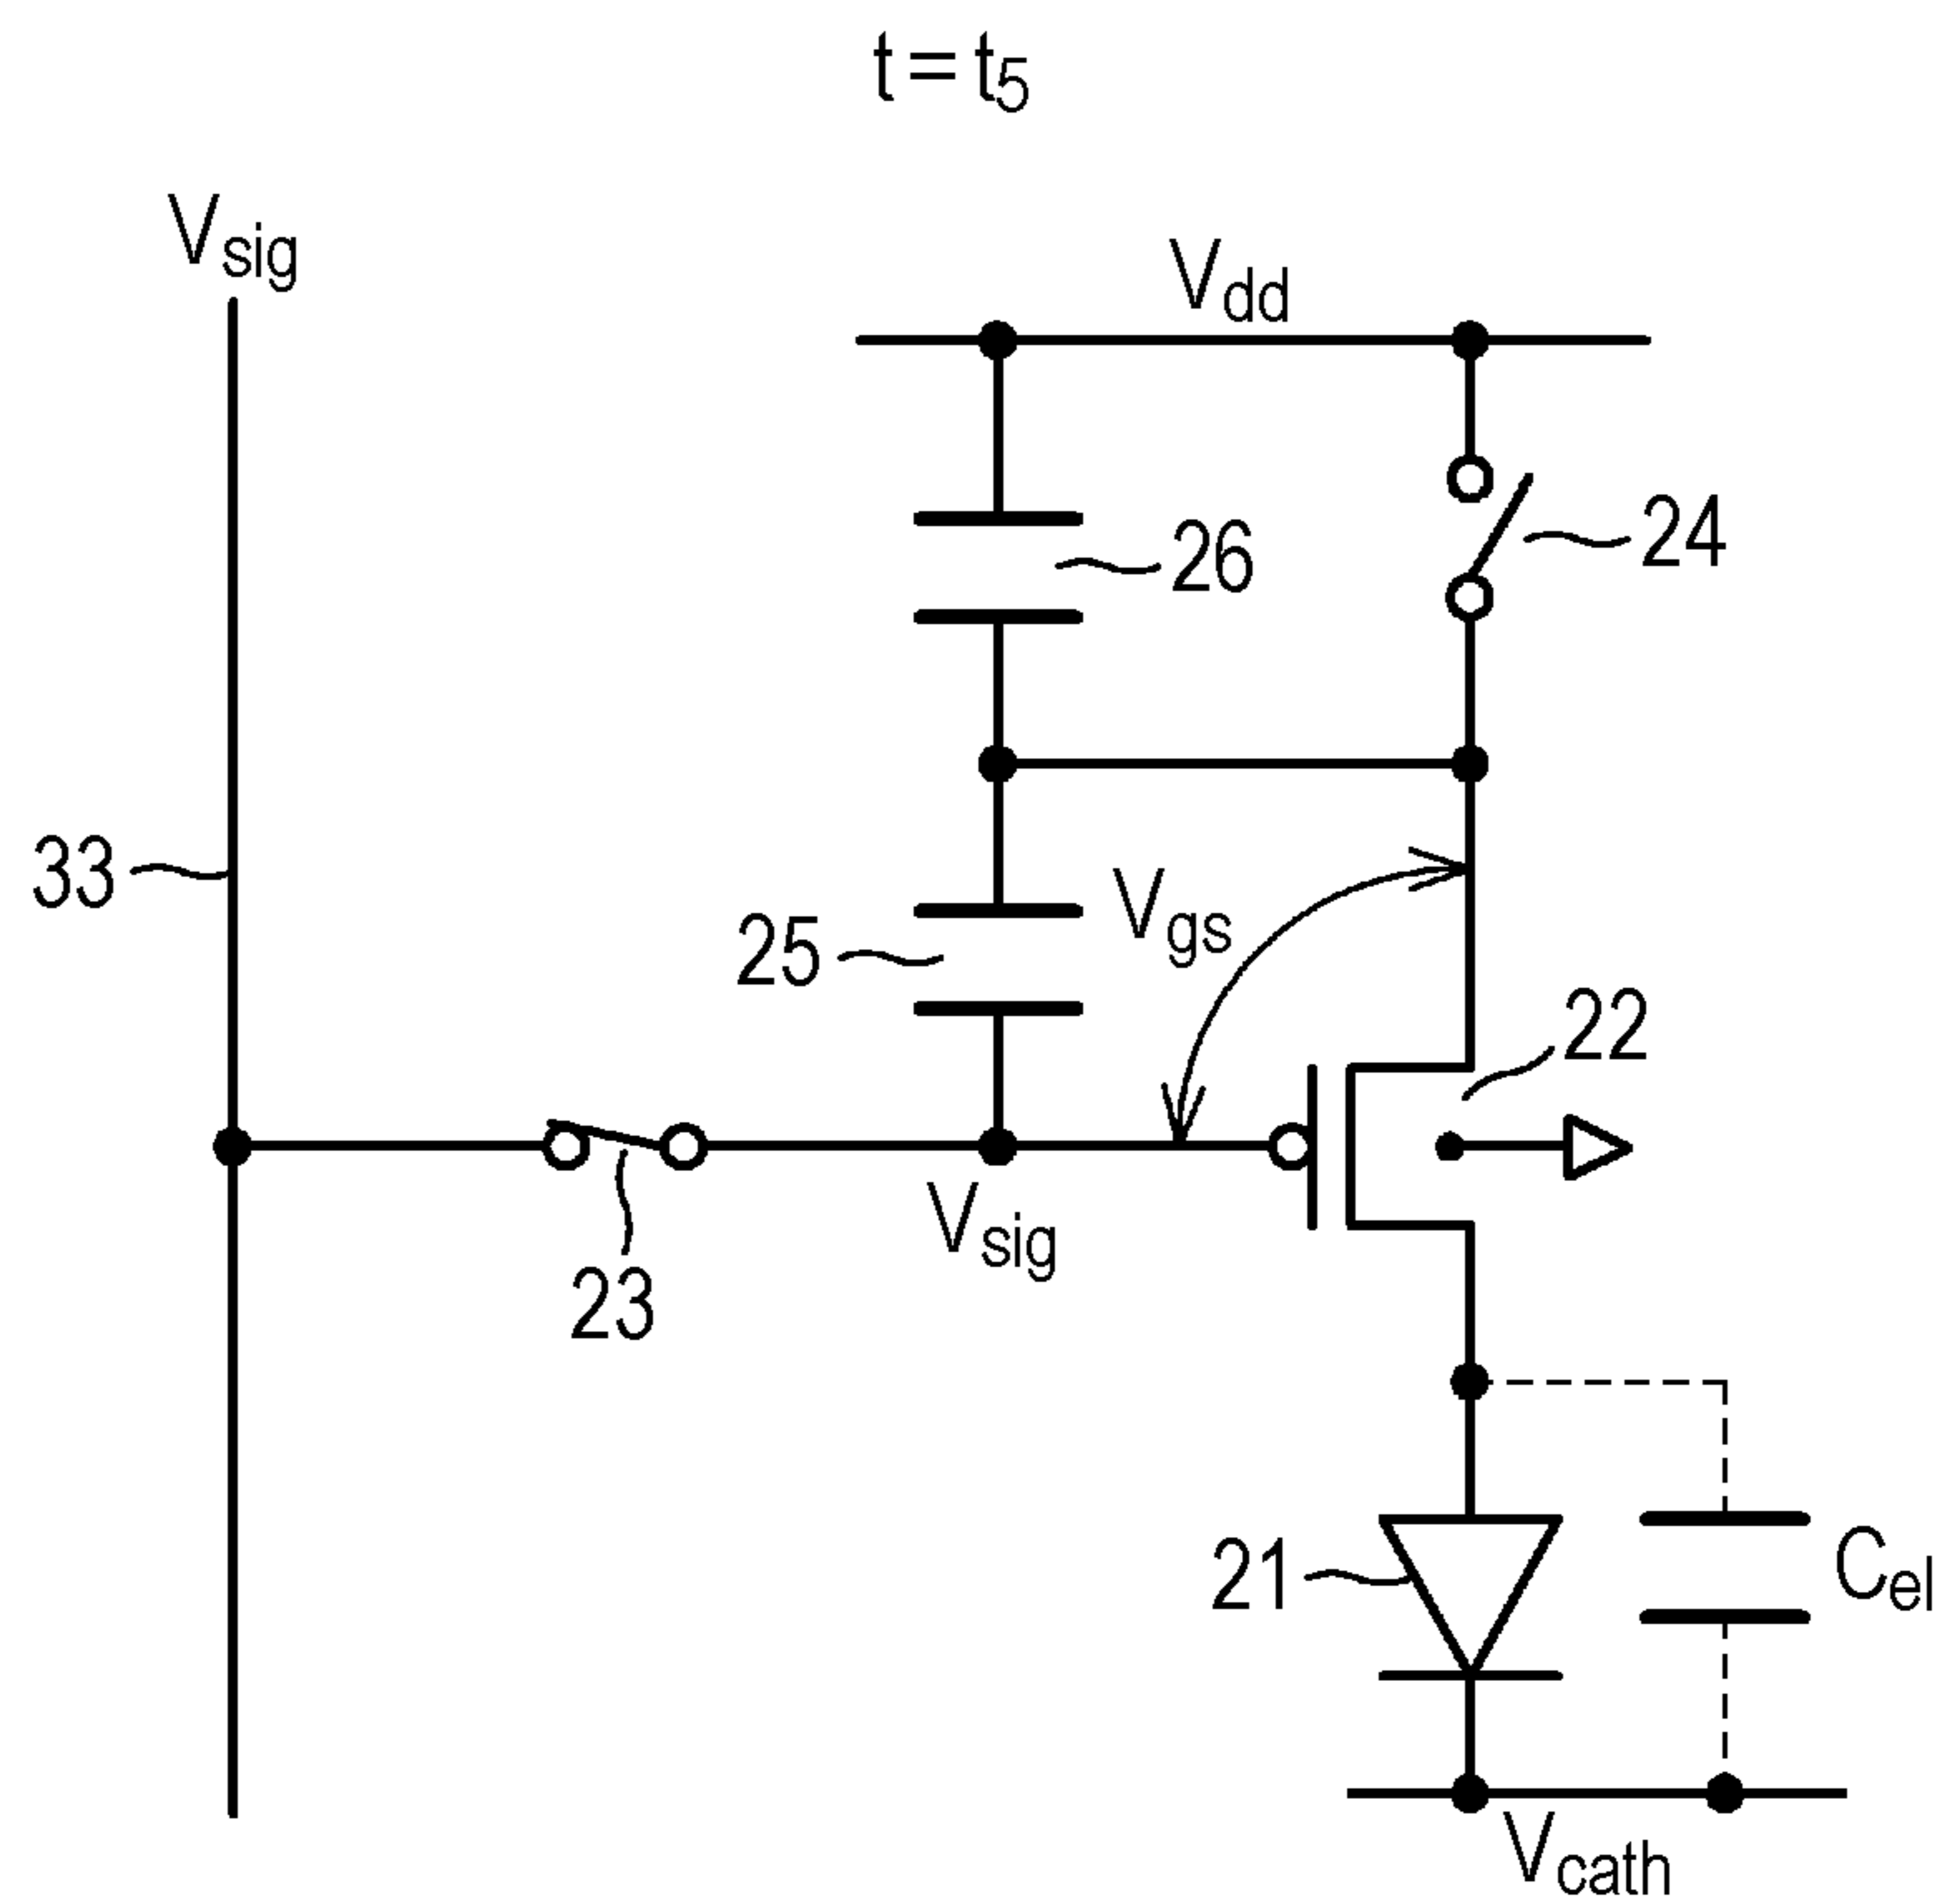 t = t5
Vsig
Vdd
26
24
33
Vgs
25
22
Vsig
23
21
Cel
Vcath